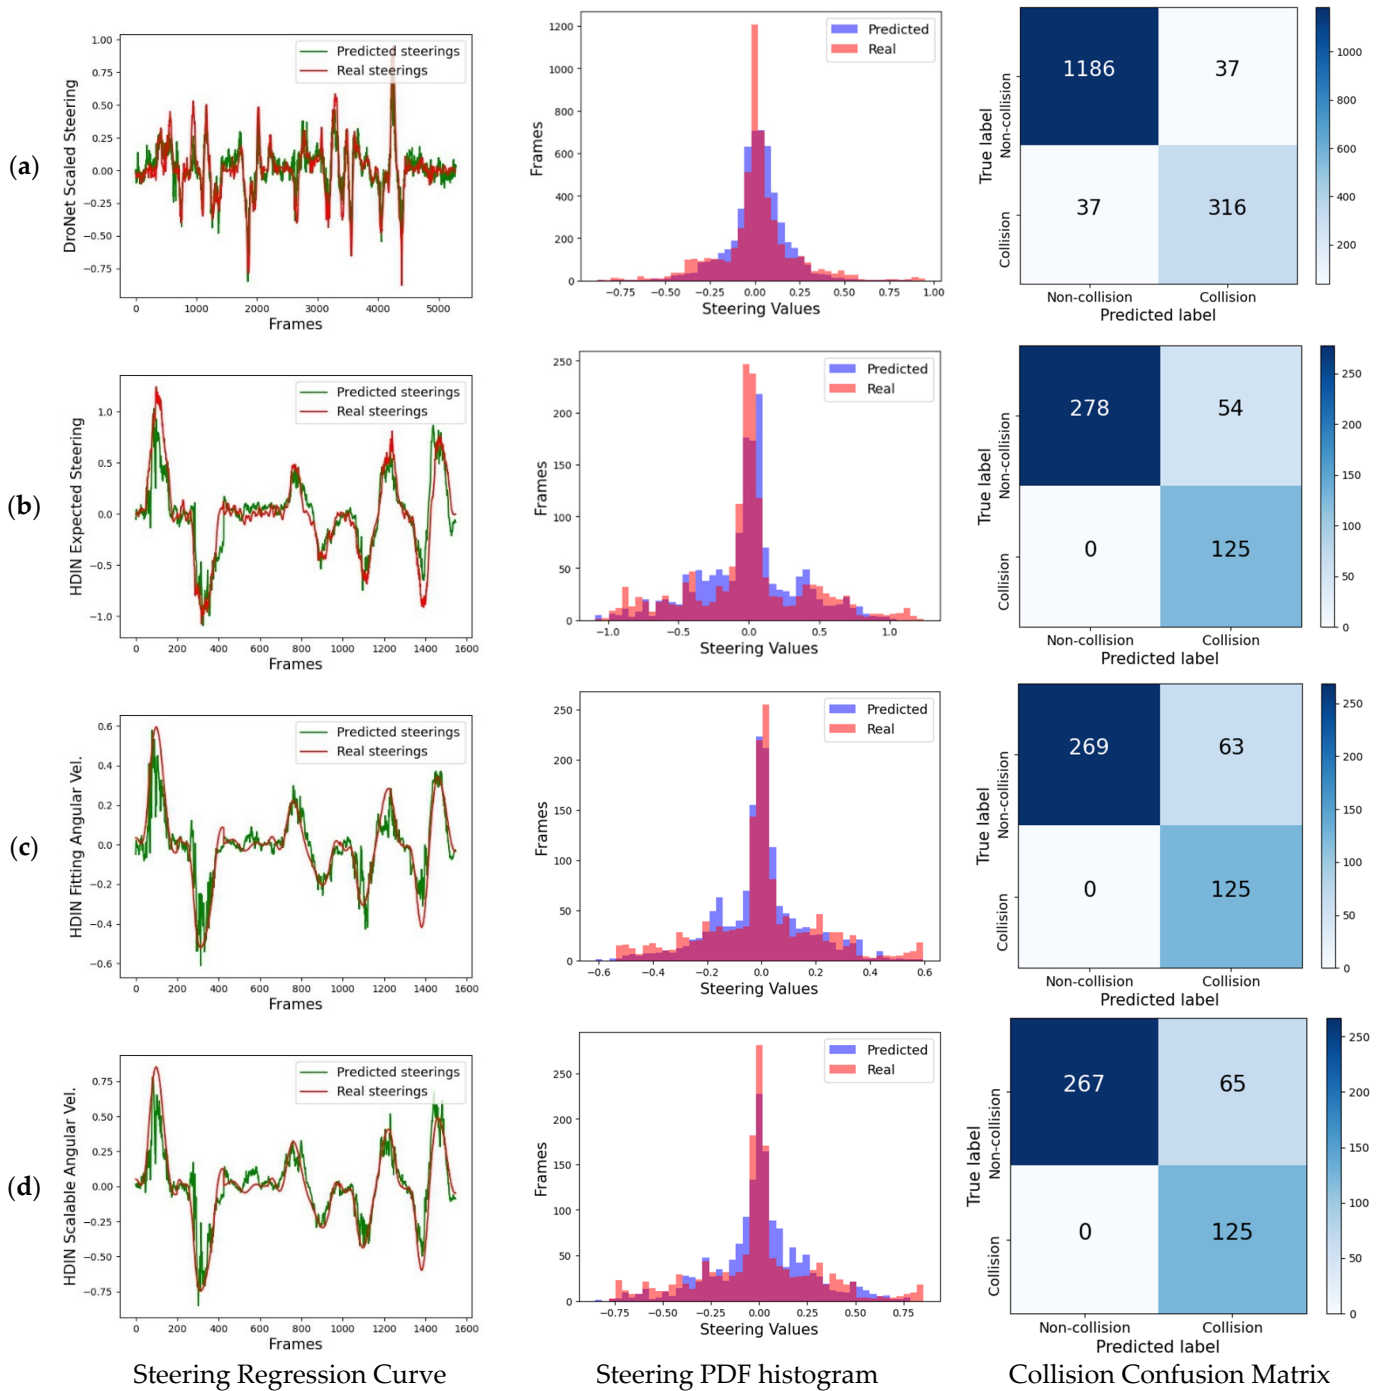 (a)
1.00
0.75
0.50
0.25
0.00
−0.25
−0.50
−0.75
DroNet Scaled Steering
Predicted steerings
Real steerings
0 1000 2000 3000 4000 5000
Frames
1200
1000
800
600
400
200
0
Frames
Predicted
Real
−0.75 −0.50 −0.25 0.00 0.25 0.50 0.75 1.00
Steering Values
True label
Non-collision
Collision
1186 37
37 316
Non-collision Collision
Predicted label
1000
800
600
400
200
(b)
1.0
0.5
0.0
−0.5
−1.0
HDIN Expected Steering
Predicted steerings
Real steerings
0 200 400 600 800 1000 1200 1400 1600
Frames
250
200
150
100
50
0
Frames
Predicted
Real
−1.0 −0.5 0.0 0.5 1.0
Steering Values
True label
Non-collision
Collision
278 54
0 125
Non-collision Collision
Predicted label
250
200
150
100
50
0
(c)
0.6
0.4
0.2
0.0
−0.2
−0.4
−0.6
HDIN Fitting Angular Vel.
Predicted steerings
Real steerings
0 200 400 600 800 1000 1200 1400 1600
Frames
250
200
150
100
50
0
Frames
Predicted
Real
−0.6 −0.4 −0.2 0.0 0.2 0.4 0.6
Steering Values
True label
Non-collision
Collision
269 63
0 125
Non-collision Collision
Predicted label
250
200
150
100
50
0
(d)
0.75
0.50
0.25
0.00
−0.25
−0.50
−0.75
HDIN Scalable Angular Vel.
Predicted steerings
Real steerings
0 200 400 600 800 1000 1200 1400 1600
Frames
250
200
150
100
50
0
Frames
Predicted
Real
−0.75 −0.50 −0.25 0.00 0.25 0.50 0.75
Steering Values
True label
Non-collision
Collision
267 65
0 125
Non-collision Collision
Predicted label
250
200
150
100
50
0
Steering Regression Curve
Steering PDF histogram
Collision Confusion Matrix